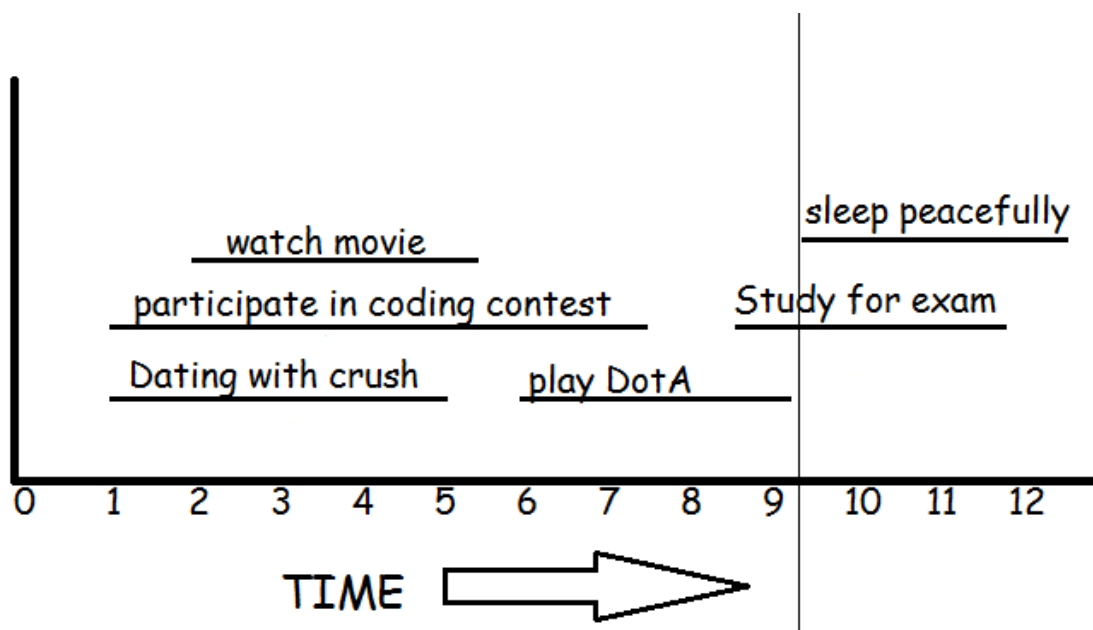 sleep peacefully
watch movie
participate in coding contest
Study for exam
Dating with crush
play DotA
0 1 2 3 4 5 6 7 8 9 10 11 12
TIME